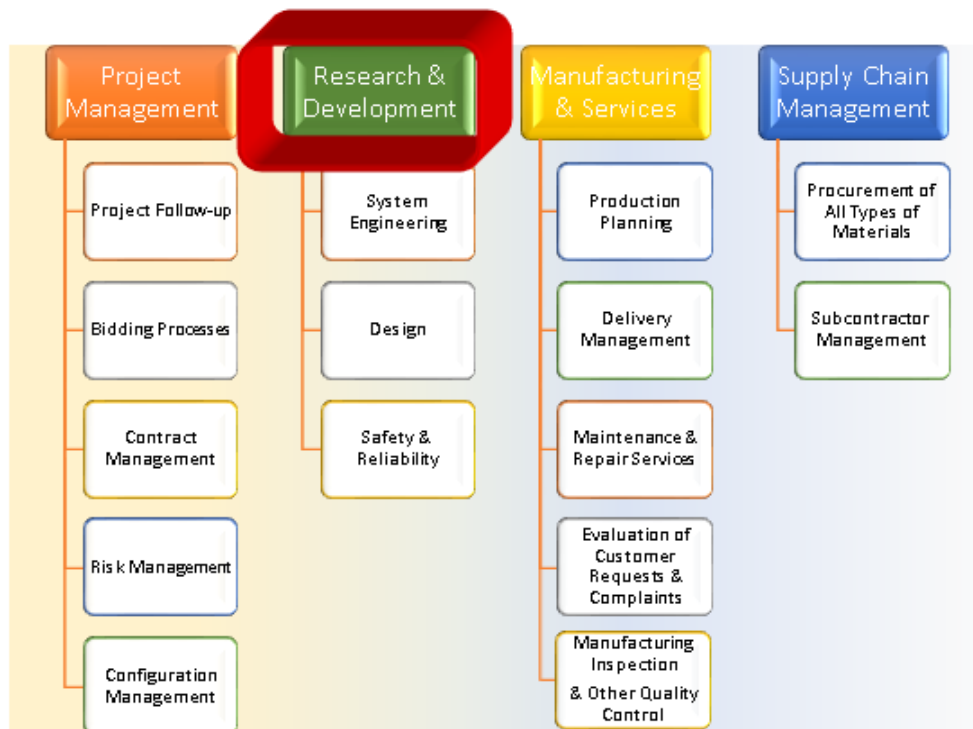 Project
Management
Project Follow-up
Bidding Processes
Contract
Management
Risk Management
Configuration
Management
Research &
Development
System
Engineering
Design
Safety &
Reliability
Manufacturing
& Services
Production
Planning
Delivery
Management
Maintenance &
Repair Services
Evaluation of
Customer
Requests &
Complaints
Manufacturing
Inspection
& Other Quality
Control
Supply Chain
Management
Procurement of
All Types of
Materials
Subcontractor
Management